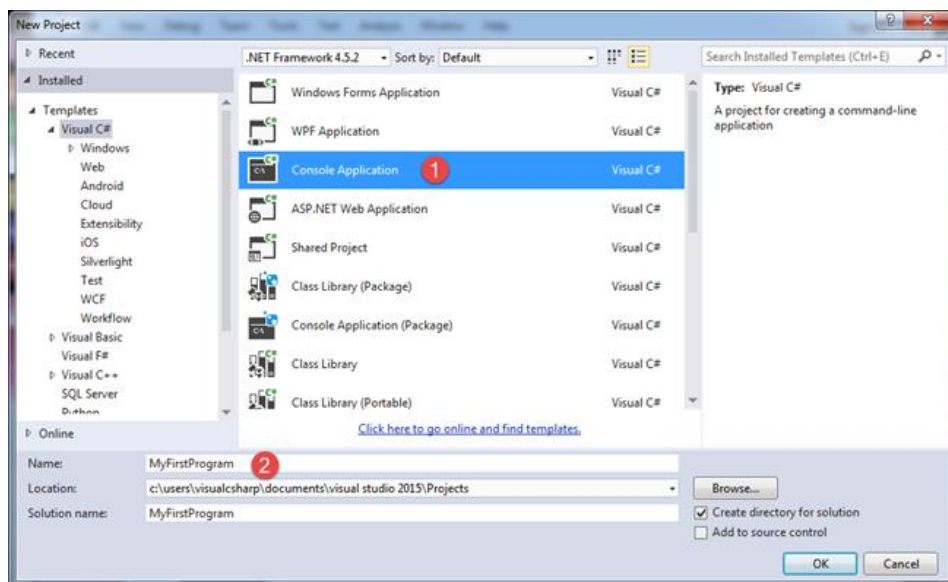 New Project
Recent
.NET Framework 4.5.2 Sort by: Default
Search Installed Templates (Ctrl+E)
Installed
Templates
Visual C#
Windows
Web
Android
Cloud
Extensibility
iOS
Silverlight
Test
WCF
Workflow
Visual Basic
Visual F#
Visual C++
SQL Server
Python
Online
Windows Forms Application Visual C#
WPF Application Visual C#
Console Application 1 Visual C#
ASP.NET Web Application Visual C#
Shared Project Visual C#
Class Library (Package) Visual C#
Console Application (Package) Visual C#
Class Library Visual C#
Class Library (Portable) Visual C#
Click here to go online and find templates.
Type: Visual C#
A project for creating a command-line
application
Name: MyFirstProgram 2
Location: c:\users\visualcsharp\documents\visual studio 2015\Projects
Browse...
Solution name: MyFirstProgram
Create directory for solution
Add to source control
OK Cancel